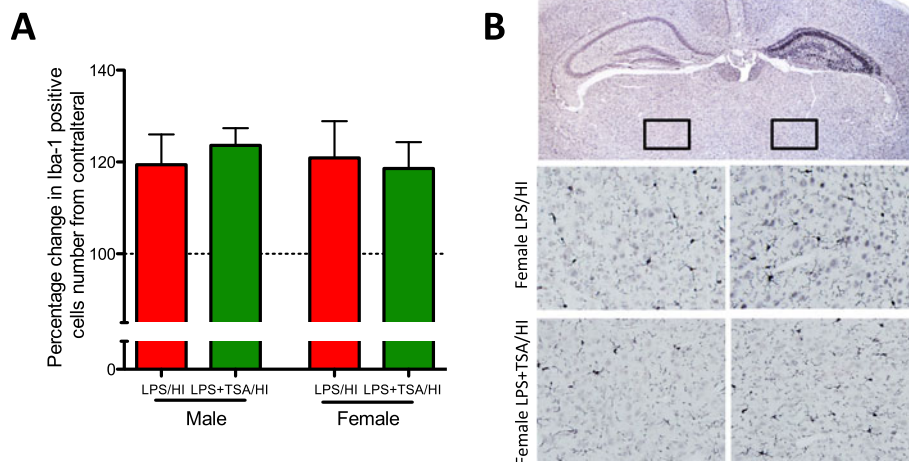 A
B
Percentage change in Iba-1 positive
cells number from contralteral
140
120
100
0
LPS/HI LPS+TSA/HI
LPS/HI LPS+TSA/HI
Male
Female
Female LPS/HI
Female LPS+TSA/HI